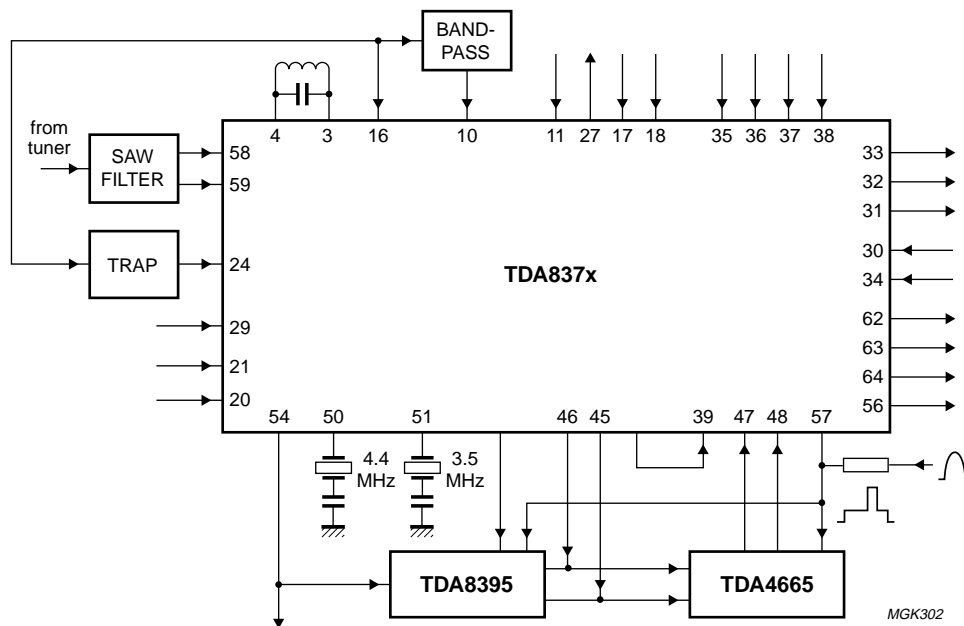 BAND-
PASS
4
3
16
10
11
27
17
18
35
36
37
38
from
tuner
SAW
FILTER
58
59
33
32
31
TRAP
24
TDA837x
30
34
29
21
20
62
63
64
56
54
50
51
46
45
39
47
48
57
4.4
MHz
3.5
MHz
TDA8395
TDA4665
MGK302